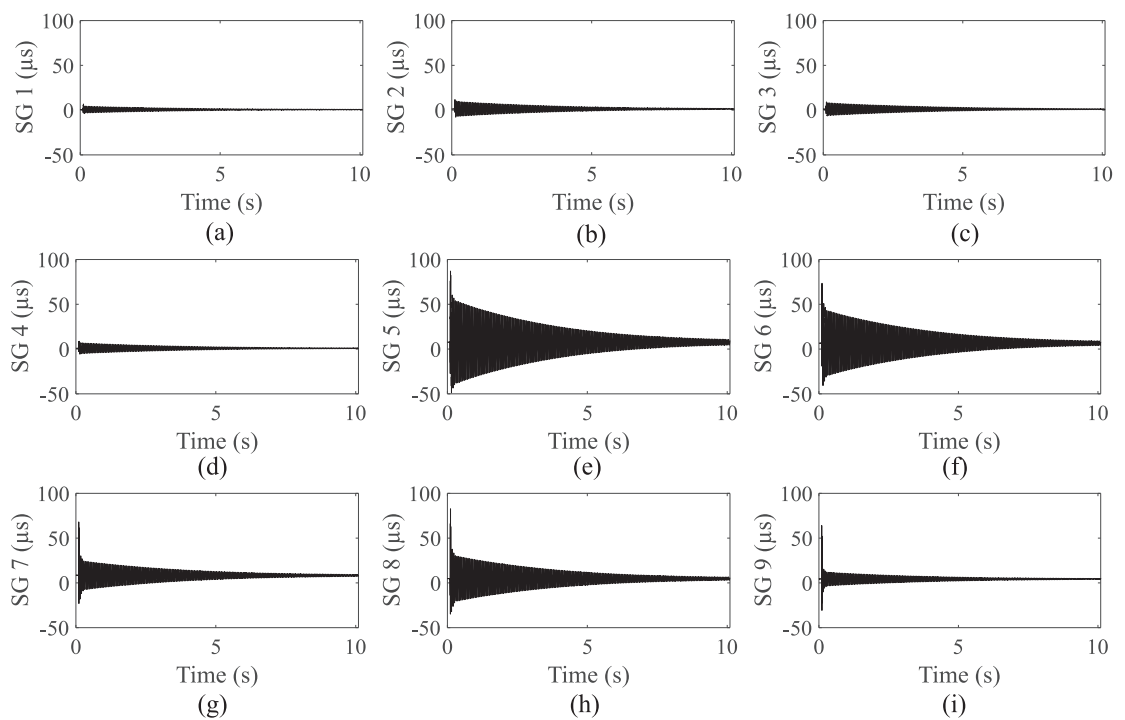 SG 1 (µs)
100
50
0
-50
0 5 10
Time (s)
(a)
SG 2 (µs)
100
50
0
-50
0 5 10
Time (s)
(b)
SG 3 (µs)
100
50
0
-50
0 5 10
Time (s)
(c)
SG 4 (µs)
100
50
0
-50
0 5 10
Time (s)
(d)
SG 5 (µs)
100
50
0
-50
0 5 10
Time (s)
(e)
SG 6 (µs)
100
50
0
-50
0 5 10
Time (s)
(f)
SG 7 (µs)
100
50
0
-50
0 5 10
Time (s)
(g)
SG 8 (µs)
100
50
0
-50
0 5 10
Time (s)
(h)
SG 9 (µs)
100
50
0
-50
0 5 10
Time (s)
(i)